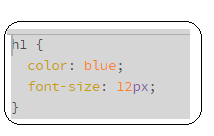 h1 {
color: blue;
font-size: 12px;
}